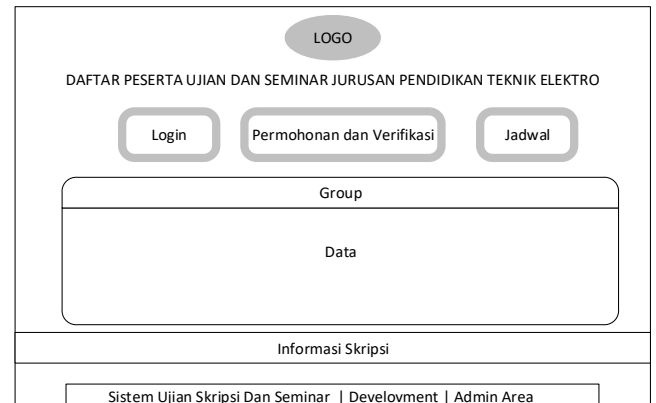 LOGO
DAFTAR PESERTA UJIAN DAN SEMINAR JURUSAN PENDIDIKAN TEKNIK ELEKTRO
Login Permohonan dan Verifikasi Jadwal
Group
Data
Informasi Skripsi
Sistem Ujian Skripsi Dan Seminar | Develovment | Admin Area